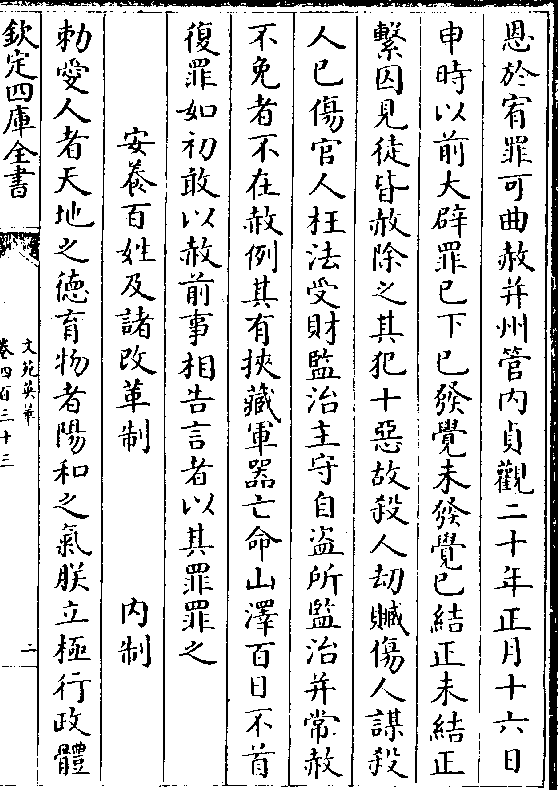 恩於宥罪可曲赦并州管内貞觀二十年正月十六日
申時以前大辟罪已下已發覺未發覺已結正未結正
繫囚見徒皆赦除之其犯十惡故殺人劫賊傷人謀殺
人已傷官人枉法受財監治主守自盗所監治并常赦
不免者不在赦例其有挾藏軍器亡命山澤百日不首
復罪如初敢以赦前事相告言者以其罪罪之
安養百姓及諸改革制 内制
勅愛人者天地之徳育物者陽和之氣朕立極行政體
欽定四庫全書
文苑英華
卷四百三十三
二